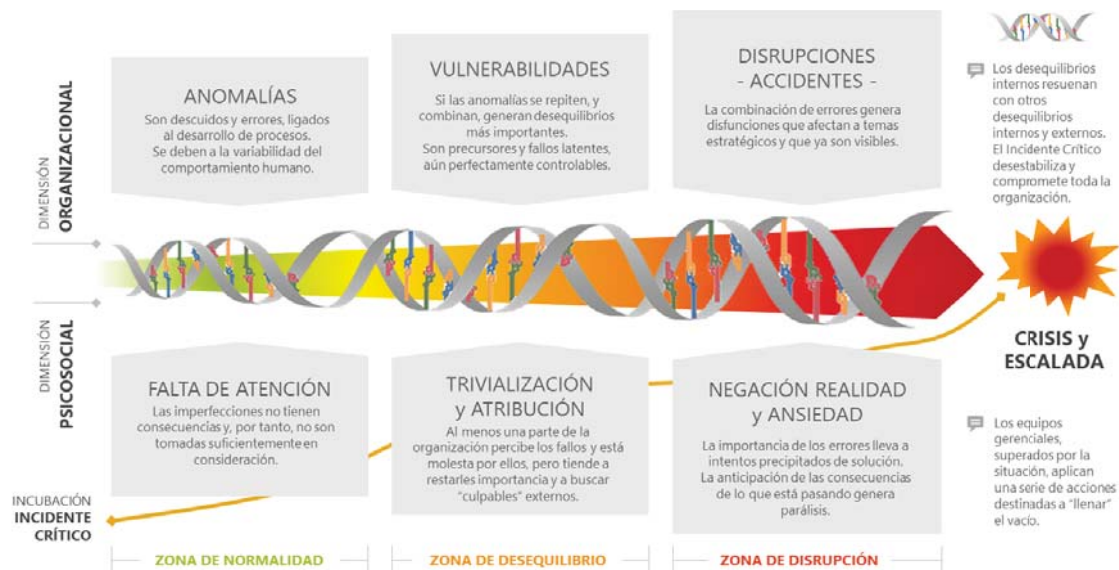 ANOMALÍAS
Son descuidos y errores, ligados
al desarrollo de procesos.
Se deben a la variabilidad del
comportamiento humano.
VULNERABILIDADES
Si las anomalías se repiten, y
combinan, generan desequilibrios
más importantes.
Son precursores y fallos latentes,
aún perfectamente controlables.
DISRUPCIONES
- ACCIDENTES -
La combinación de errores genera
disfunciones que afectan a temas
estratégicos y que ya son visibles.
Los desequilibrios
internos resuenan
con otros
desequilibrios
internos y externos.
El Incidente Crítico
desestabiliza y
compromete toda la
organización.
DIMENSIÓN
ORGANIZACIONAL
DIMENSIÓN
PSICOSOCIAL
CRISIS y
ESCALADA
FALTA DE ATENCIÓN
Las imperfecciones no tienen
consecuencias y, por tanto, no son
tomadas suficientemente en
consideración.
TRIVIALIZACIÓN
y ATRIBUCIÓN
Al menos una parte de la
organización percibe los fallos y está
molesta por ellos, pero tiende a
restarles importancia y a buscar
"culpables" externos.
NEGACIÓN REALIDAD
y ANSIEDAD
La importancia de los errores lleva a
intentos precipitados de solución.
La anticipación de las consecuencias
de lo que está pasando genera
parálisis.
Los equipos
gerenciales,
superados por la
situación, aplican
una serie de acciones
destinadas a "llenar"
el vacío.
INCUBACIÓN
INCIDENTE
CRÍTICO
ZONA DE NORMALIDAD
ZONA DE DESEQUILIBRIO
ZONA DE DISRUPCIÓN